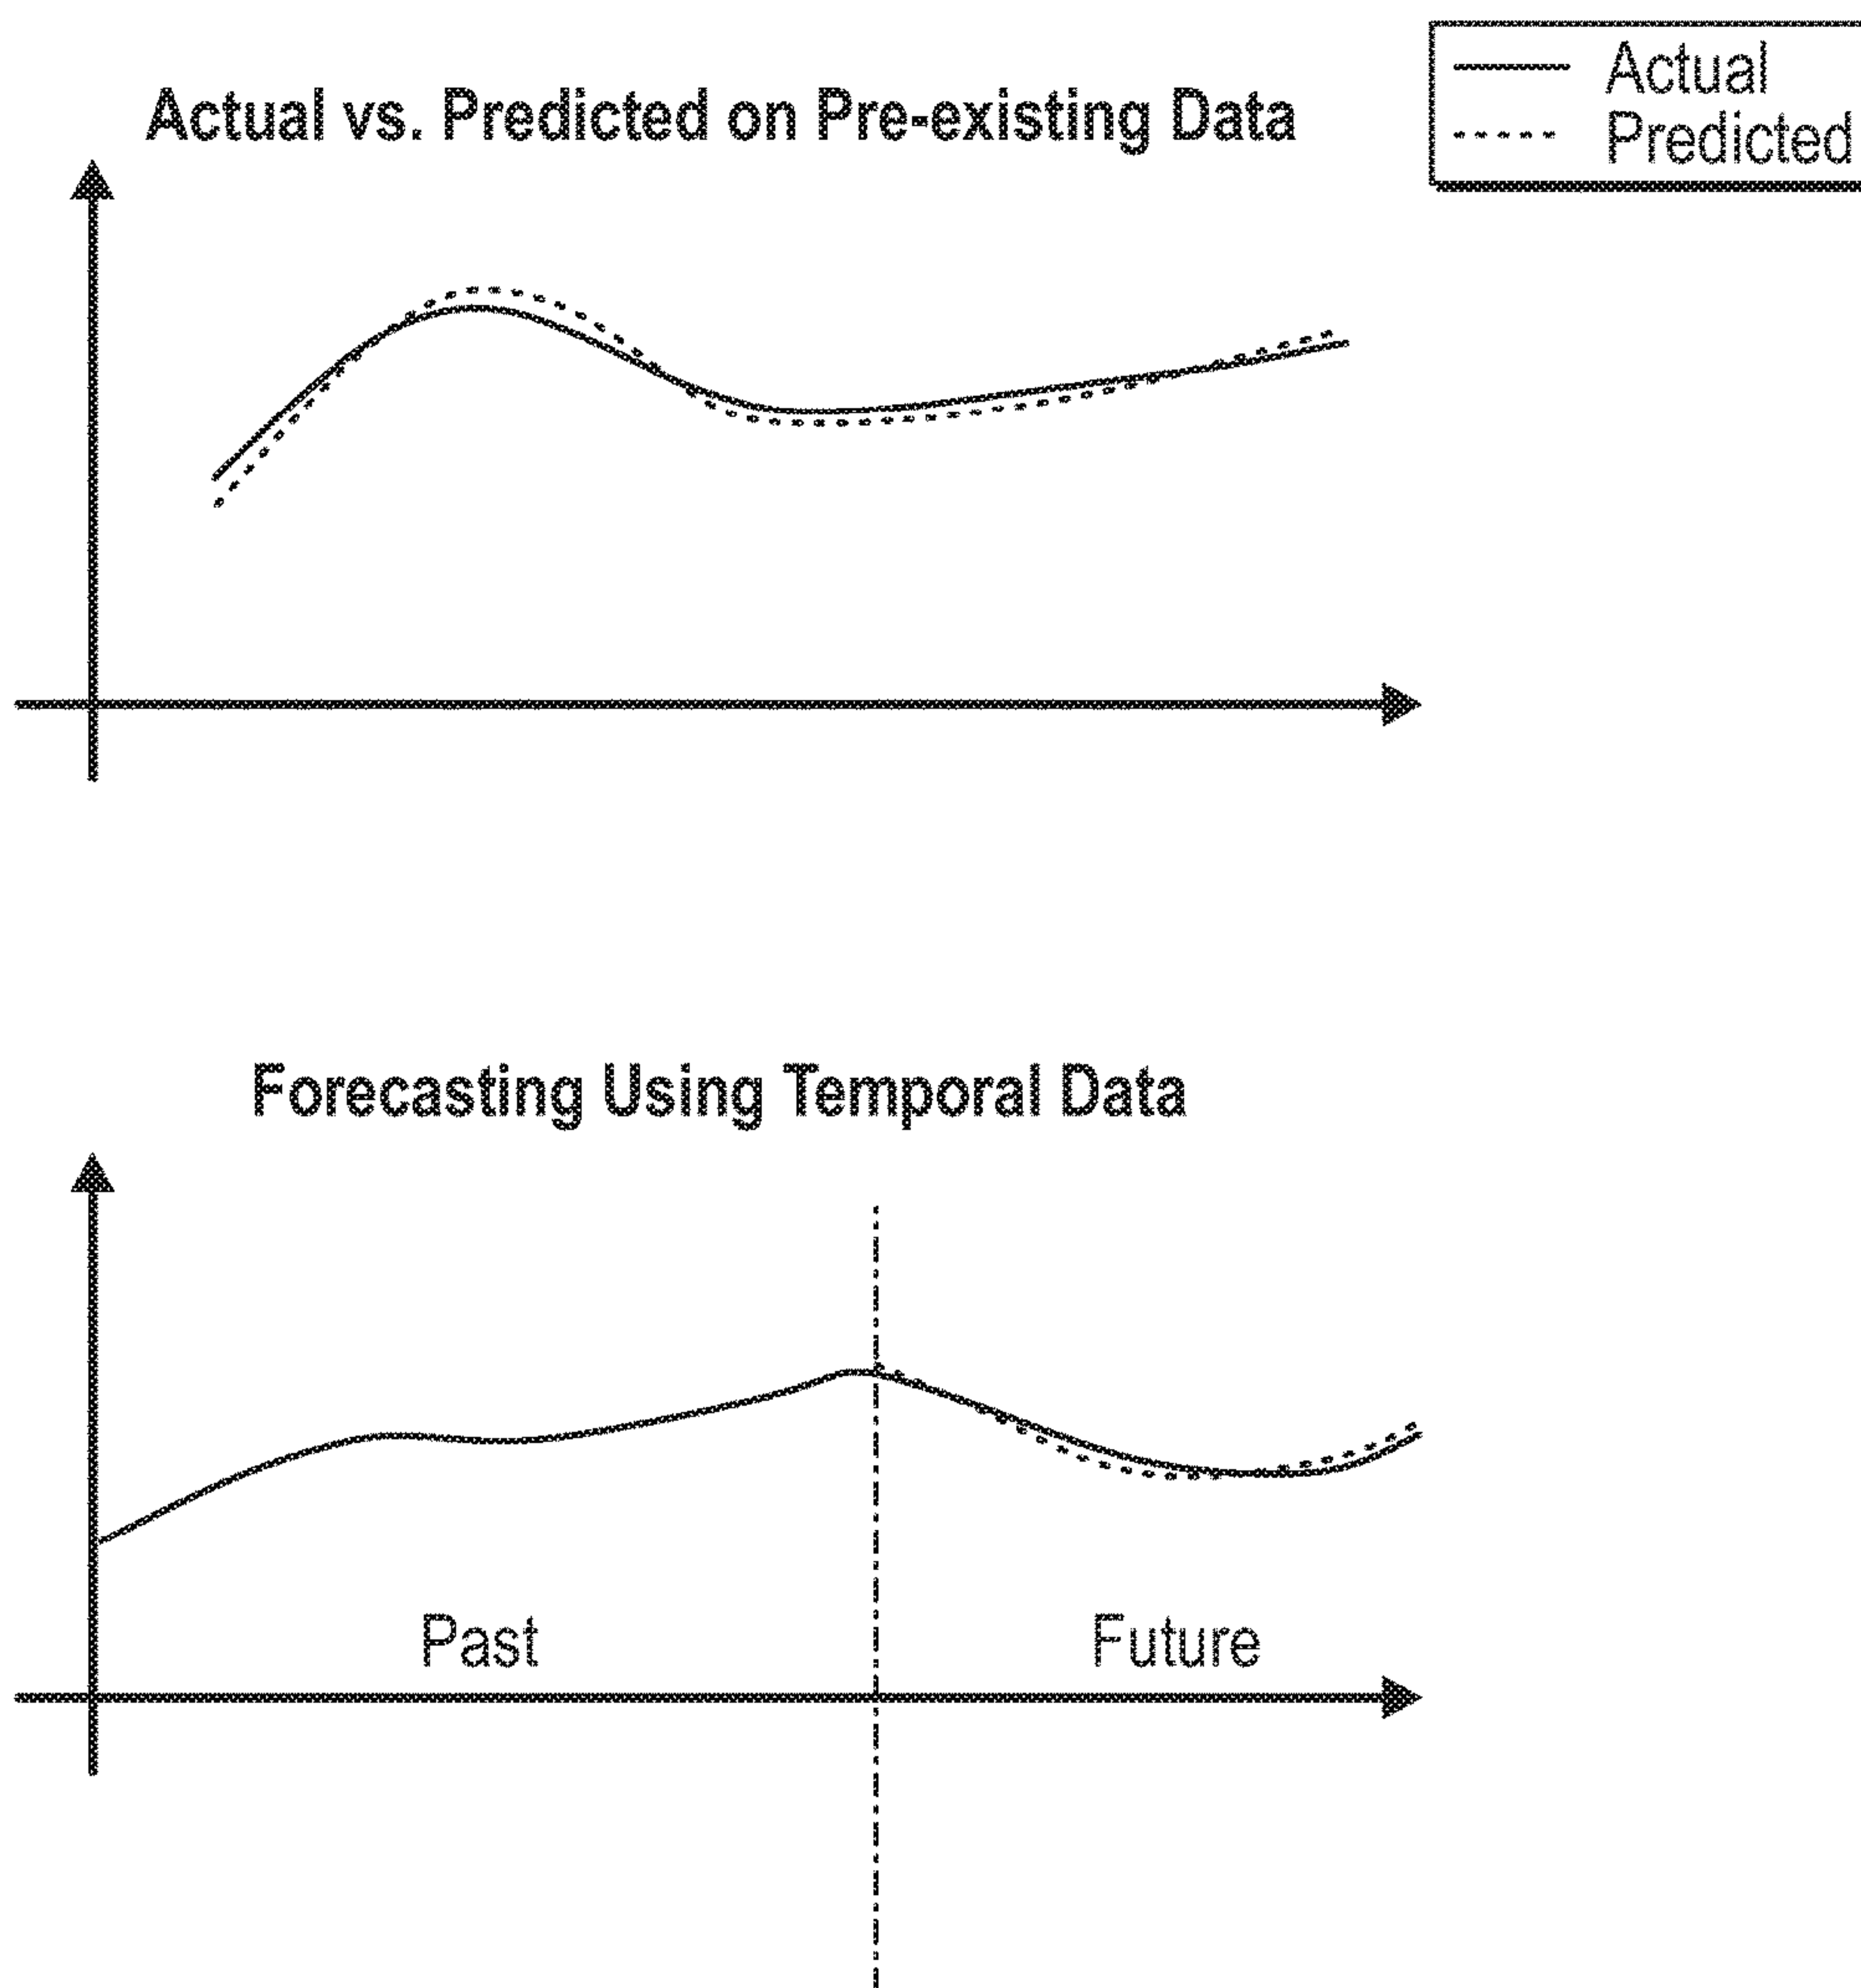 Actual vs. Predicted on Pre-existing Data
Actual
Predicted
Forecasting Using Temporal Data
Past
Future